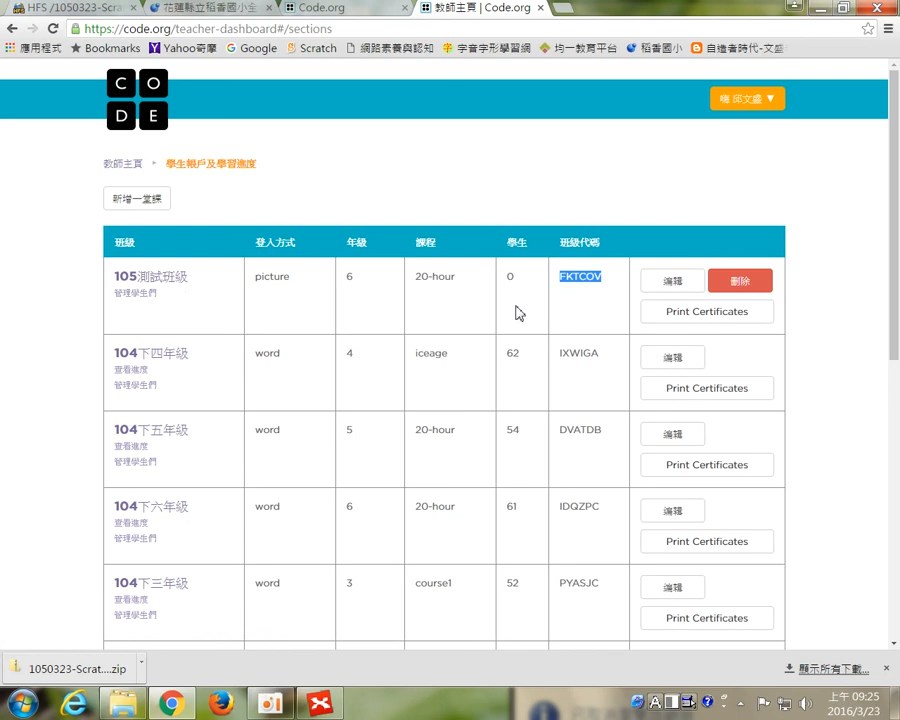 HFS /1050323-Scra
花蓮縣立稻香國小全
Code.org
教師主頁 | Code.org
https://code.org/teacher-dashboard#/sections
應用程式 Bookmarks Yahoo奇摩 Google Scratch 網路素養與認知 字音字形學習網 均一教育平台 稻香國小 自造者時代-文盛
C O
D E
嗨 邱文盛 ▼
教師主頁 ▸ 學生帳戶及學習進度
新增一堂課
班級 登入方式 年級 課程 學生 班級代碼
105測試班級 picture 6 20-hour 0 FKTCOV 編輯 刪除
管理學生們
Print Certificates
104下四年級 word 4 iceage 62 IXWIGA 編輯
查看進度
管理學生們
Print Certificates
104下五年級 word 5 20-hour 54 DVATDB 編輯
查看進度
管理學生們
Print Certificates
104下六年級 word 6 20-hour 61 IDQZPC 編輯
查看進度
管理學生們
Print Certificates
104下三年級 word 3 course1 52 PYASJC 編輯
查看進度
管理學生們
Print Certificates
1050323-Scrat....zip
顯示所有下載...
上午 09:25
2016/3/23